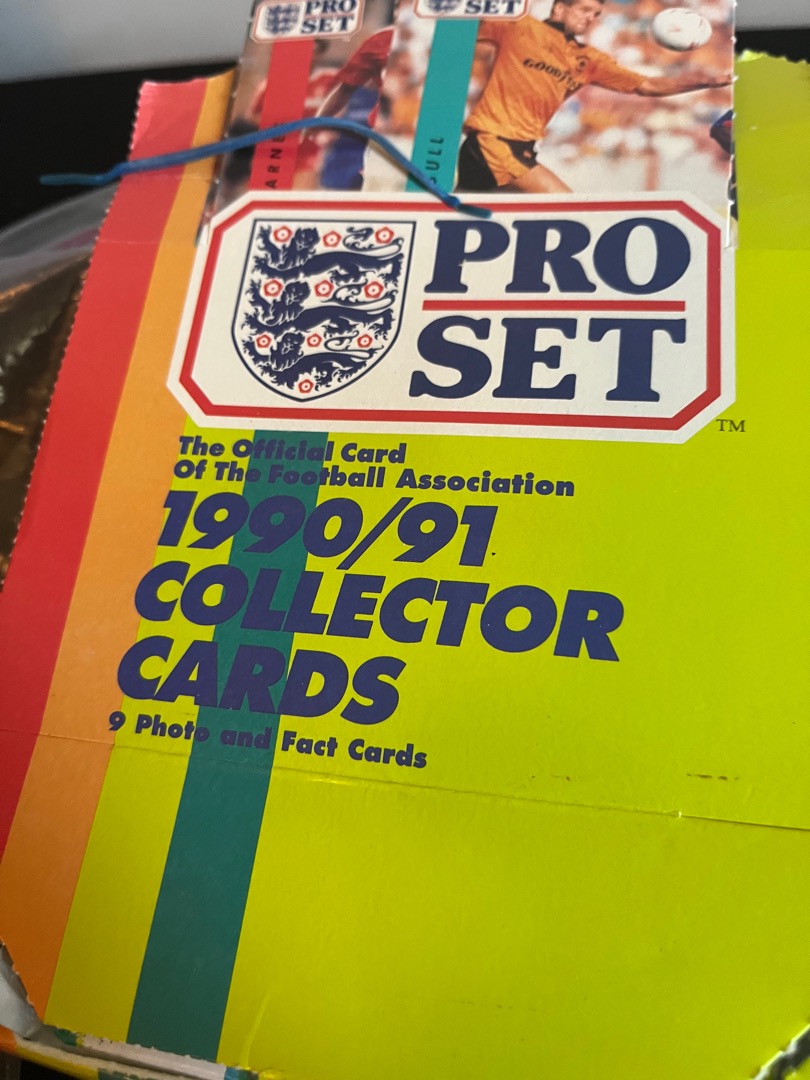 PRO
SET
SET
GOODYEAR
PRO
SET
TM
The Official Card
Of The Football Association
1990/91
COLLECTOR
CARDS
9 Photo and Fact Cards